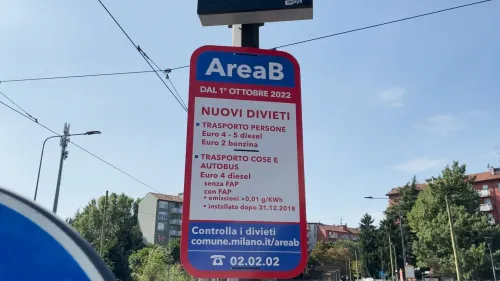 AreaB
DAL 1° OTTOBRE 2022
NUOVI DIVIETI
TRASPORTO PERSONE
Euro 4 - 5 diesel
Euro 2 benzina
TRASPORTO COSE E
AUTOBUS
Euro 4 diesel
senza FAP
con FAP
• emissioni >0,01 g/KWh
• installato dopo 31.12.2018
Controlla i divieti
comune.milano.it/areab
☎ 02.02.02